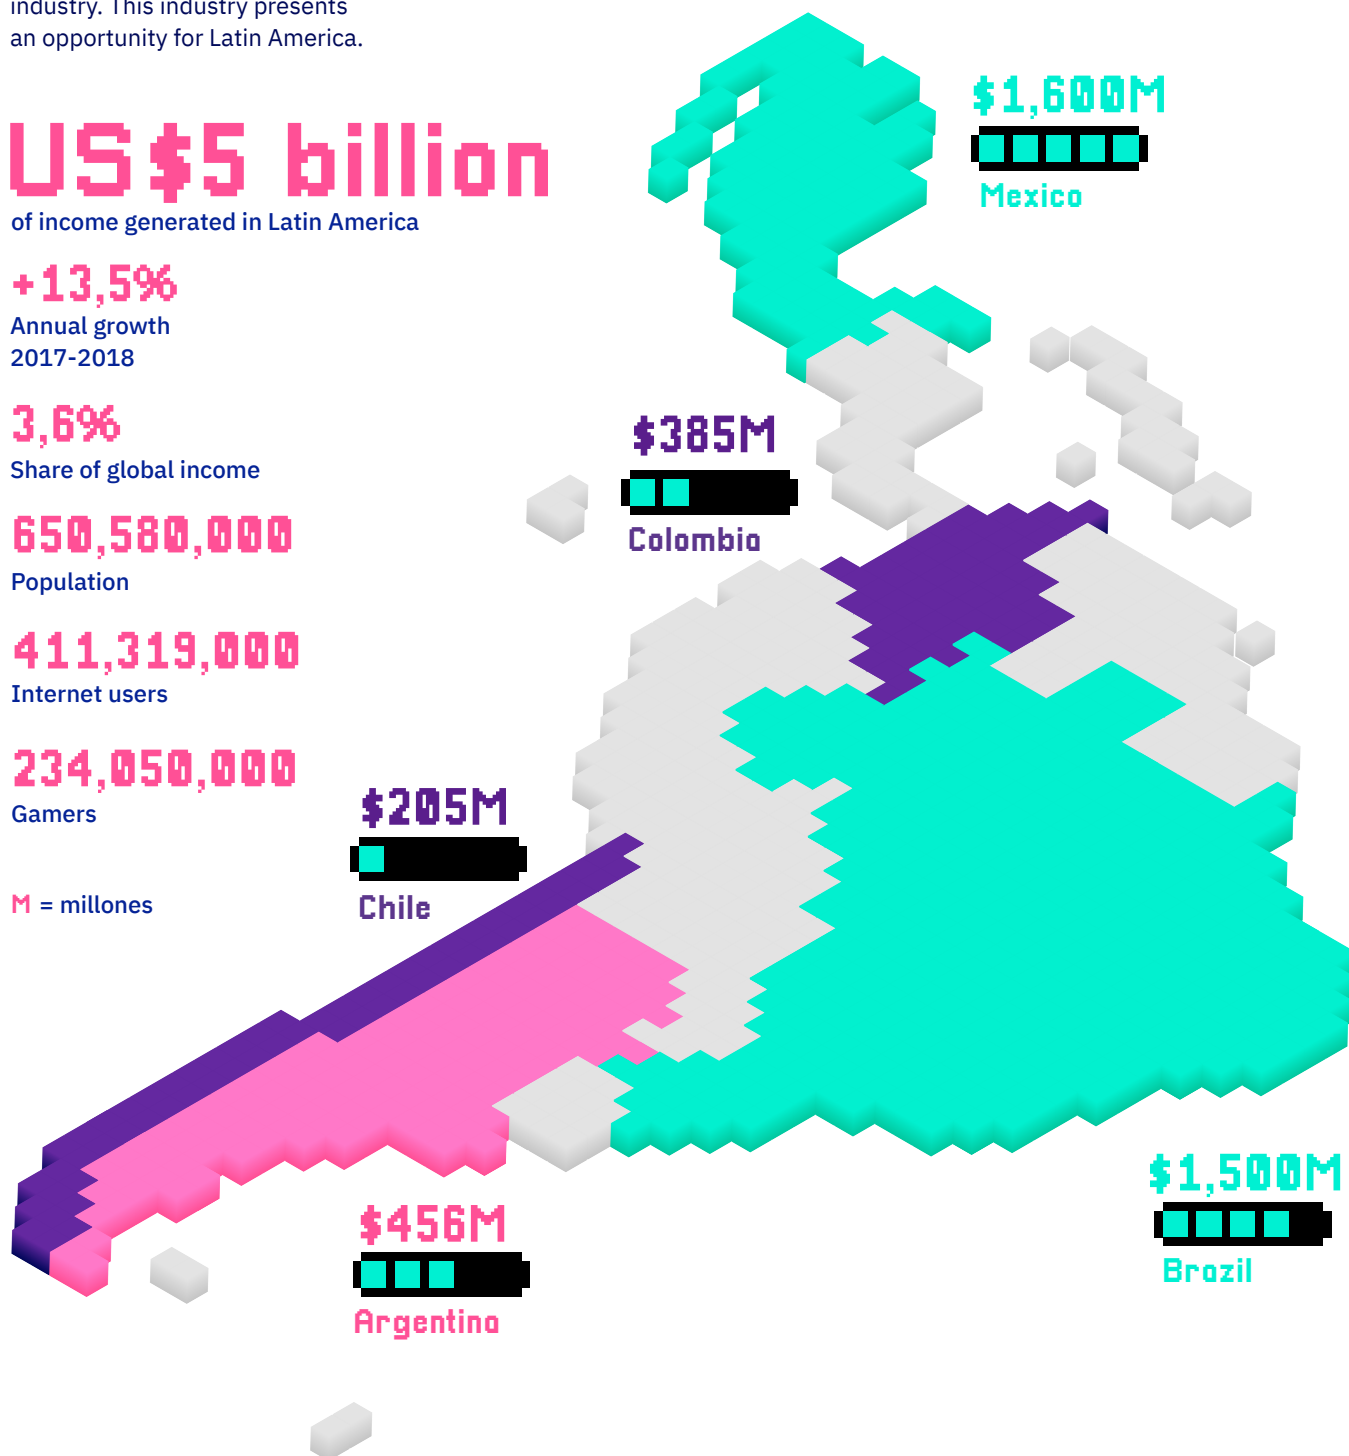 industry. This industry presents
an opportunity for Latin America.
US$5 billion
of income generated in Latin America
+13,5%
Annual growth
2017-2018
3,6%
Share of global income
650,580,000
Population
411,319,000
Internet users
234,050,000
Gamers
M = millones
$1,600M
Mexico
$385M
Colombia
$205M
Chile
$456M
Argentina
$1,500M
Brazil